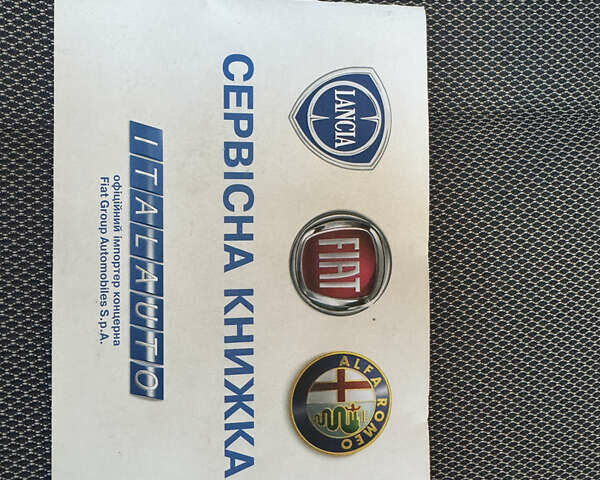 LANCIA
FIAT
ALFA ROMEO
СЕРВІСНА КНИЖКА
ITALAUTO
офіційний імпортер концерна
Fiat Group Automobiles S.p.A.